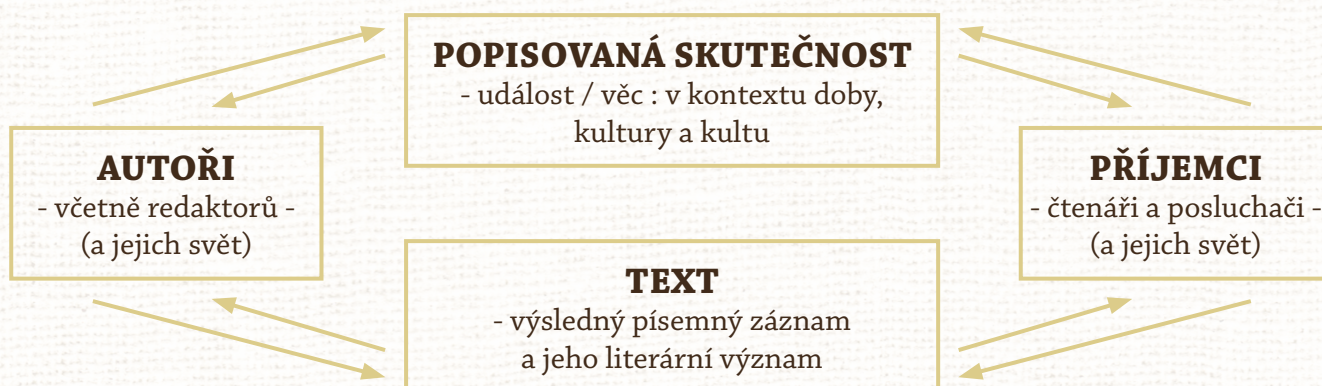 POPISOVANÁ SKUTEČNOST
- událost / věc : v kontextu doby,
kultury a kultu
AUTOŘI
- včetně redaktorů -
(a jejich svět)
PŘÍJEMCI
- čtenáři a posluchači -
(a jejich svět)
TEXT
- výsledný písemný záznam
a jeho literární význam